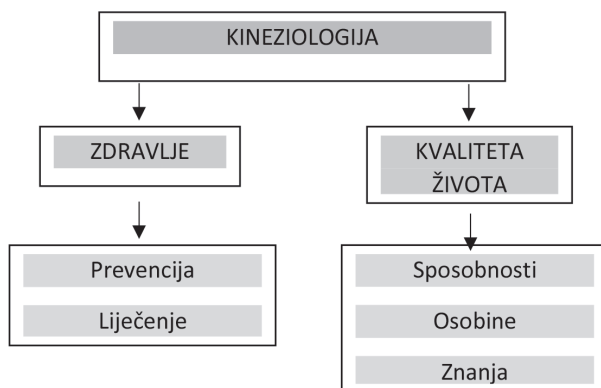 KINEZIOLOGIJA
ZDRAVLJE
KVALITETA
ŽIVOTA
Prevencija
Liječenje
Sposobnosti
Osobine
Znanja